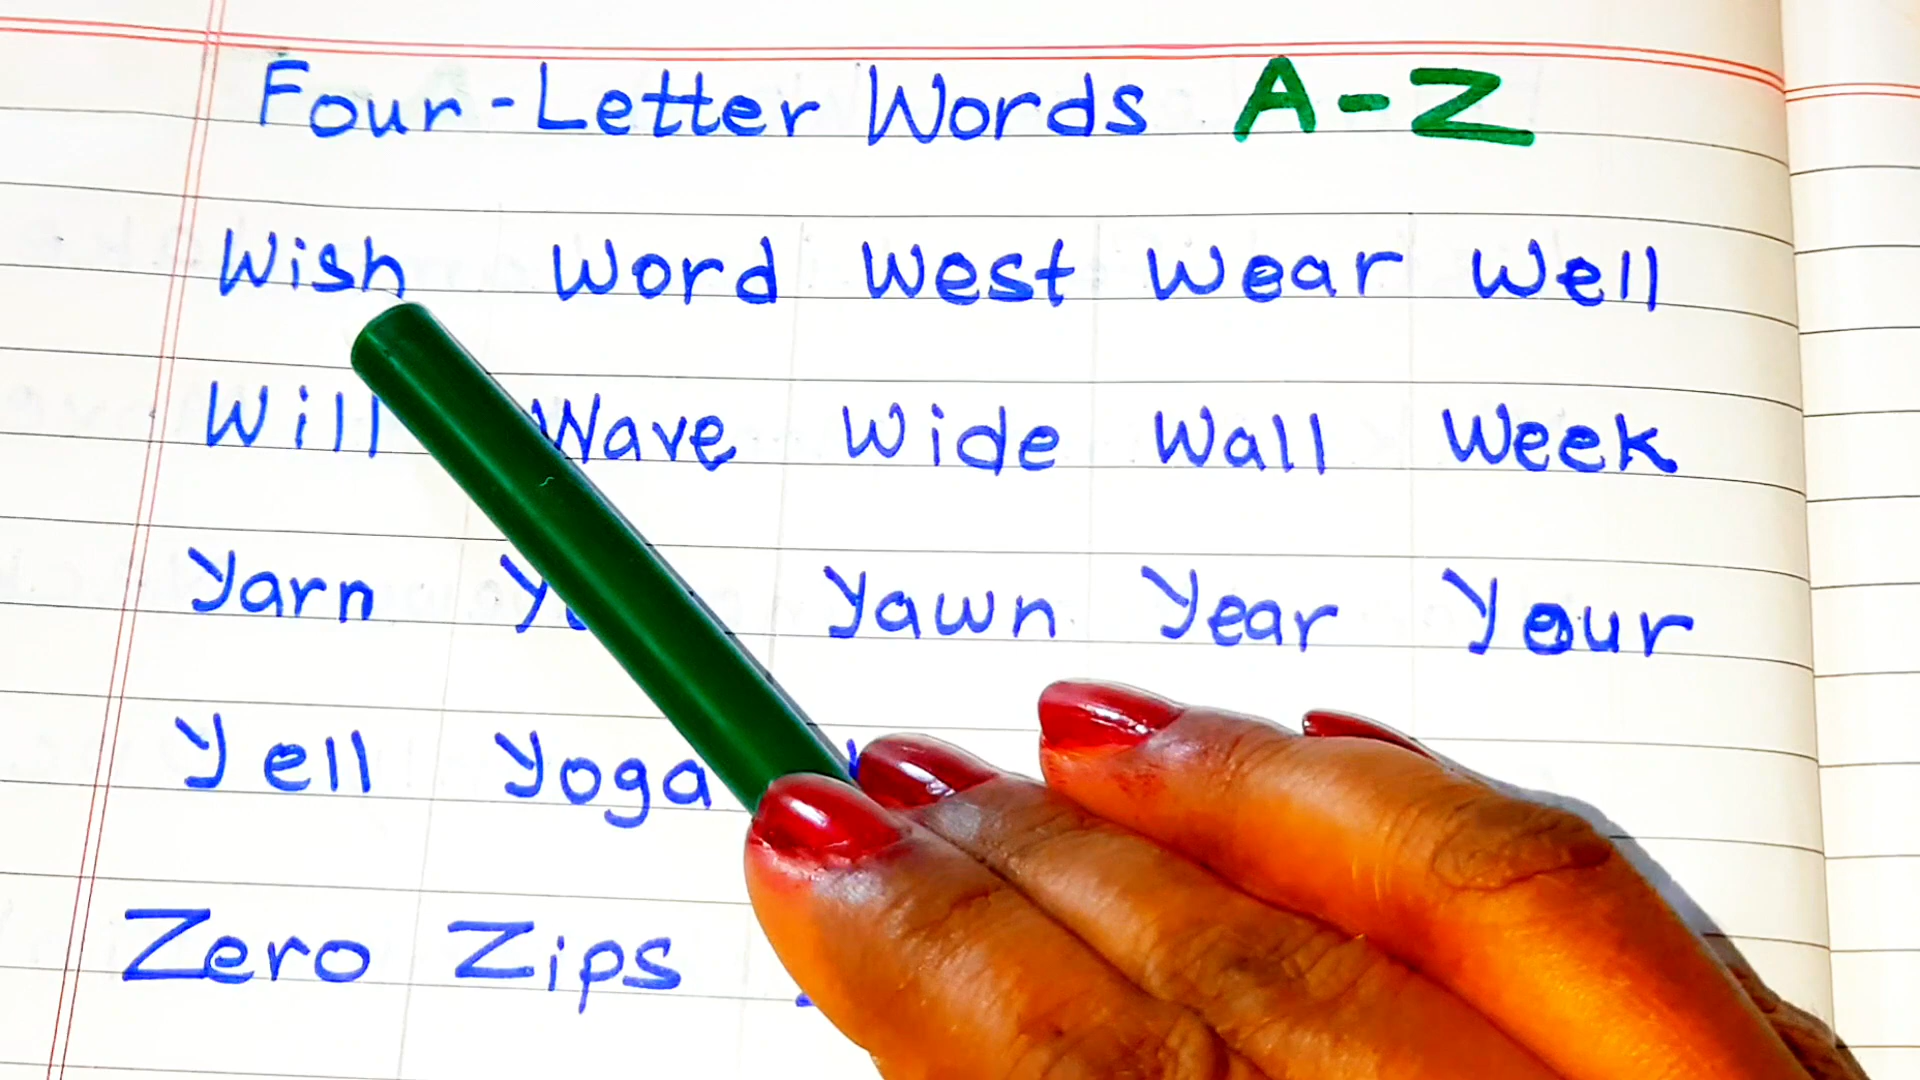 Four-Letter Words A-Z
Wish Word West Wear Well
Will Wave Wide Wall Week
Yarn Yawn Year Your
Yell Yoga
Zero Zips